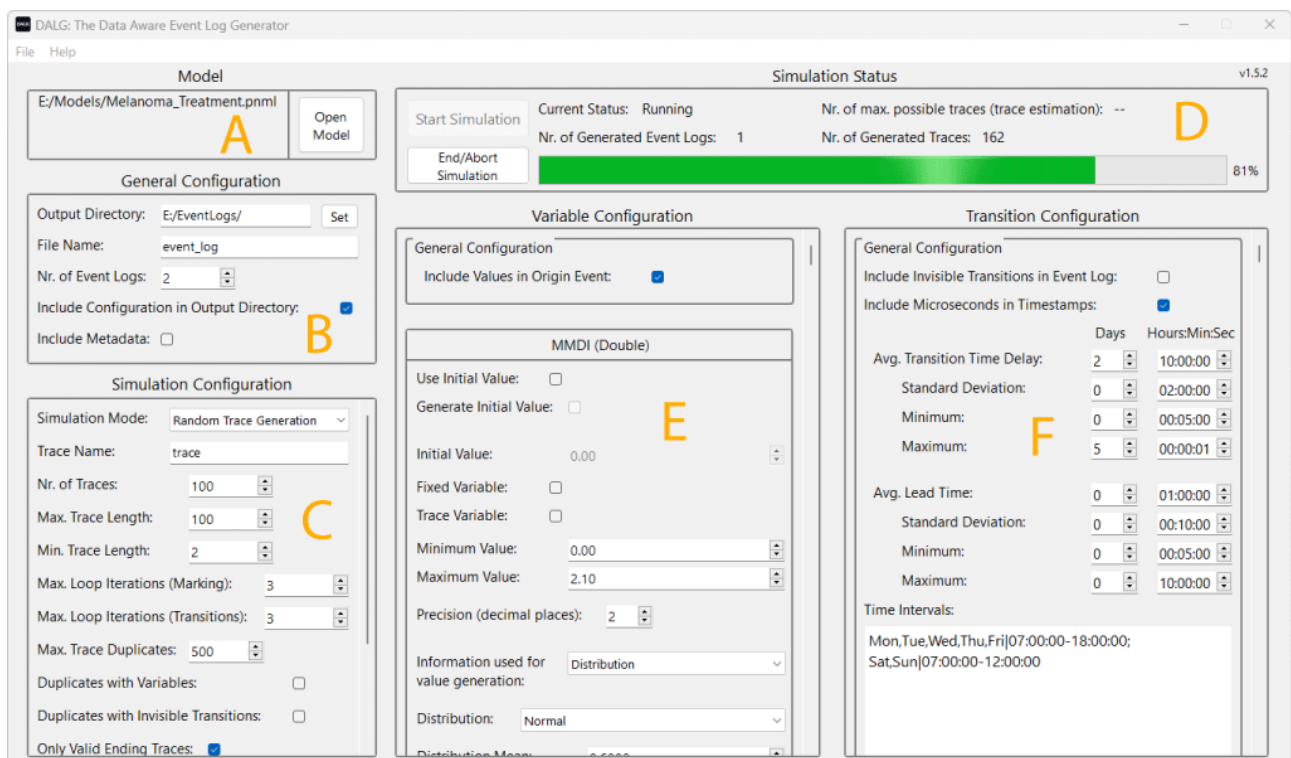 DALG: The Data Aware Event Log Generator
File Help
Model
E:/Models/Melanoma_Treatment.pnml
Open
Model
A
General Configuration
Output Directory: E:/EventLogs/ Set
File Name: event_log
Nr. of Event Logs: 2
Include Configuration in Output Directory:
Include Metadata:
B
Simulation Configuration
Simulation Mode: Random Trace Generation
Trace Name: trace
Nr. of Traces: 100
Max. Trace Length: 100
C
Min. Trace Length: 2
Max. Loop Iterations (Marking): 3
Max. Loop Iterations (Transitions): 3
Max. Trace Duplicates: 500
Duplicates with Variables:
Duplicates with Invisible Transitions:
Only Valid Ending Traces:
Simulation Status
v1.5.2
Start Simulation
Current Status: Running
Nr. of max. possible traces (trace estimation): --
D
Nr. of Generated Event Logs: 1
Nr. of Generated Traces: 162
End/Abort
Simulation
81%
Variable Configuration
General Configuration
Include Values in Origin Event:
MMDI (Double)
Use Initial Value:
Generate Initial Value:
E
Initial Value: 0.00
Fixed Variable:
Trace Variable:
Minimum Value: 0.00
Maximum Value: 2.10
Precision (decimal places): 2
Information used for
value generation:
Distribution
Distribution: Normal
Distribution Mean: 0.6000
Transition Configuration
General Configuration
Include Invisible Transitions in Event Log:
Include Microseconds in Timestamps:
Days Hours:Min:Sec
Avg. Transition Time Delay: 2 10:00:00
Standard Deviation: 0 02:00:00
Minimum: 0 00:05:00
F
Maximum: 5 00:00:01
Avg. Lead Time: 0 01:00:00
Standard Deviation: 0 00:10:00
Minimum: 0 00:05:00
Maximum: 0 10:00:00
Time Intervals:
Mon,Tue,Wed,Thu,Fri|07:00:00-18:00:00;
Sat,Sun|07:00:00-12:00:00